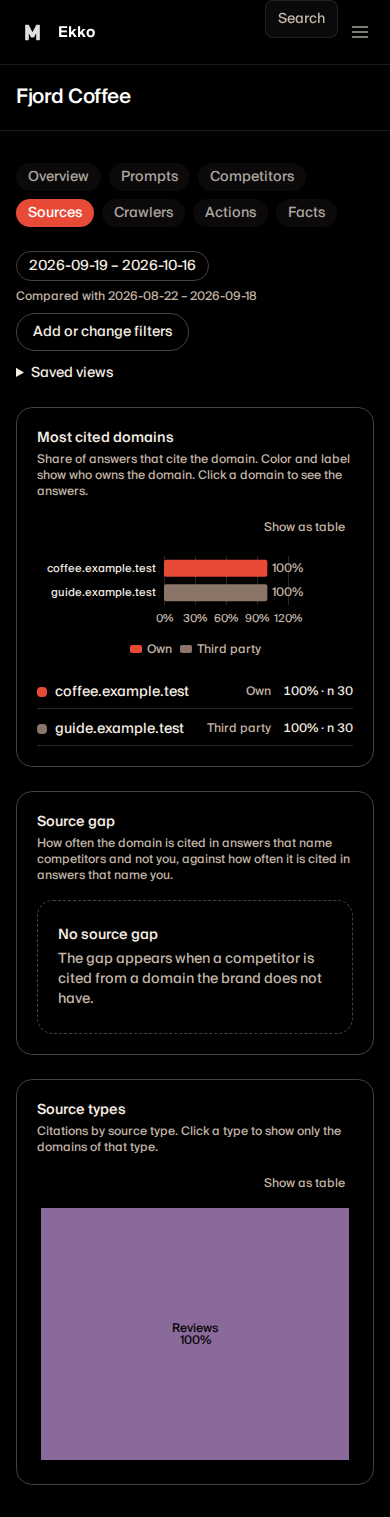 Search
Ekko
Fjord Coffee
Overview Prompts Competitors
Sources Crawlers Actions Facts
2026-09-19 – 2026-10-16
Compared with 2026-08-22 – 2026-09-18
Add or change filters
Saved views
Most cited domains
Share of answers that cite the domain. Color and label
show who owns the domain. Click a domain to see the
answers.
Show as table
coffee.example.test 100%
guide.example.test 100%
0% 30% 60% 90% 120%
Own Third party
coffee.example.test Own 100% · n 30
guide.example.test Third party 100% · n 30
Source gap
How often the domain is cited in answers that name
competitors and not you, against how often it is cited in
answers that name you.
No source gap
The gap appears when a competitor is
cited from a domain the brand does not
have.
Source types
Citations by source type. Click a type to show only the
domains of that type.
Show as table
Reviews
100%